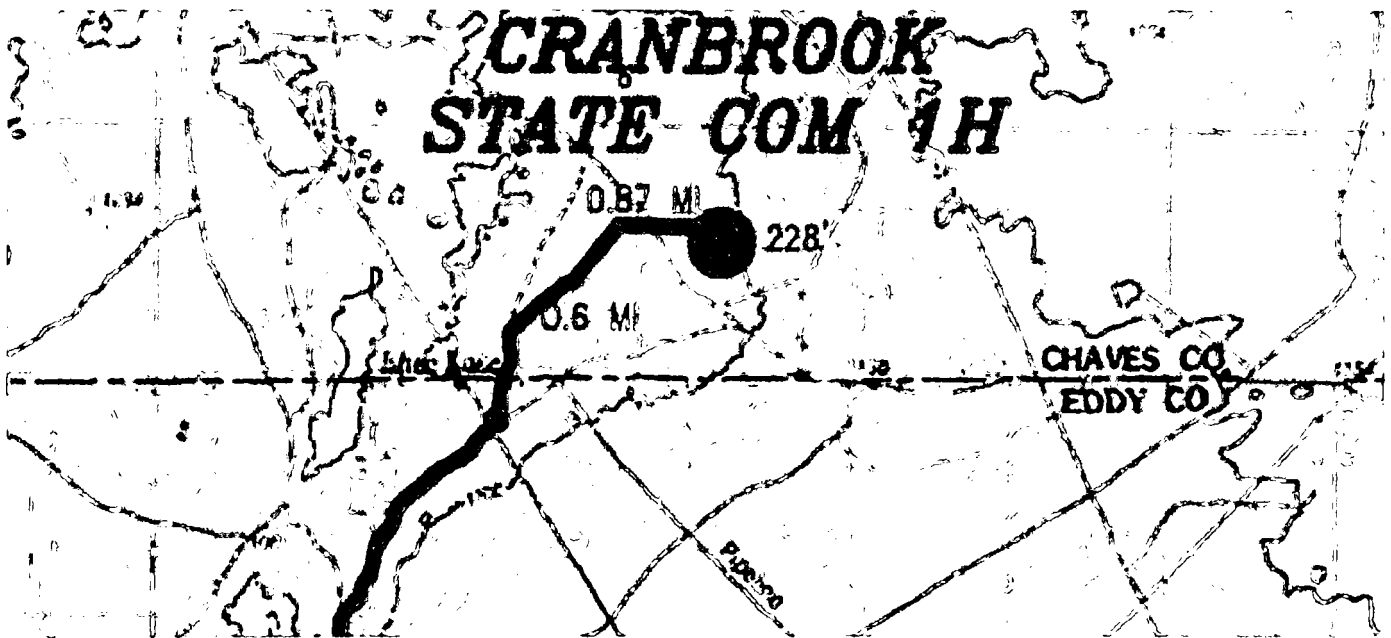 CRANBROOK
STATE COM 1H
0.87 MI
228'
0.6 MI
CHAVES CO
EDDY CO
Pipeline